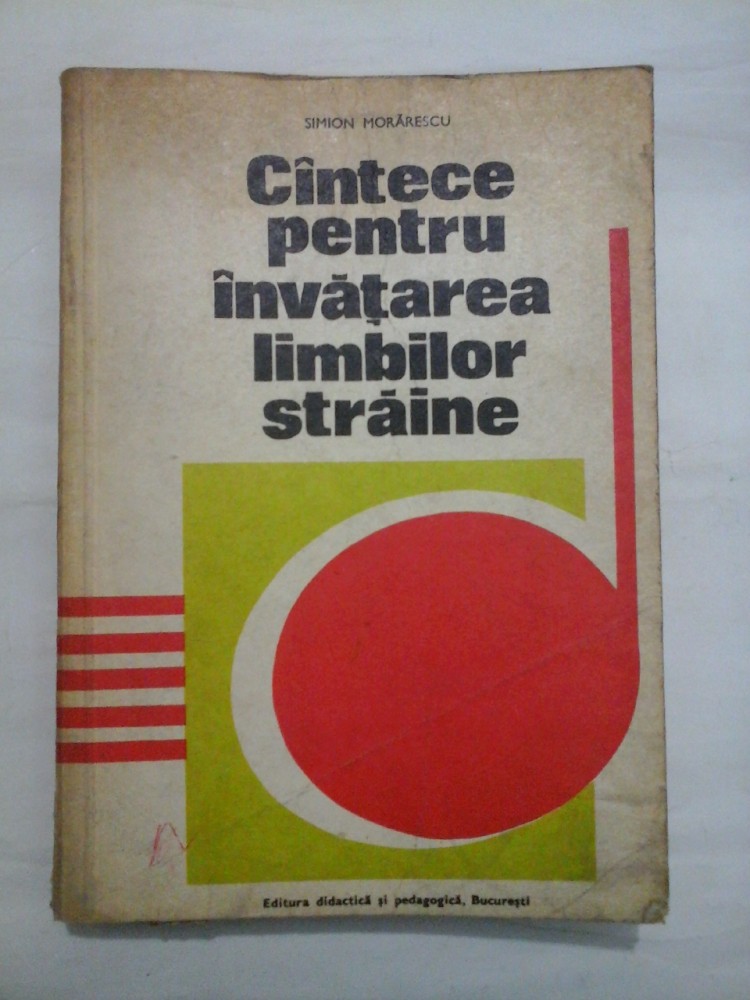 SIMION MORĂRESCU
Cîntece
pentru
învățarea
limbilor
străine
Editura didactică și pedagogică, București